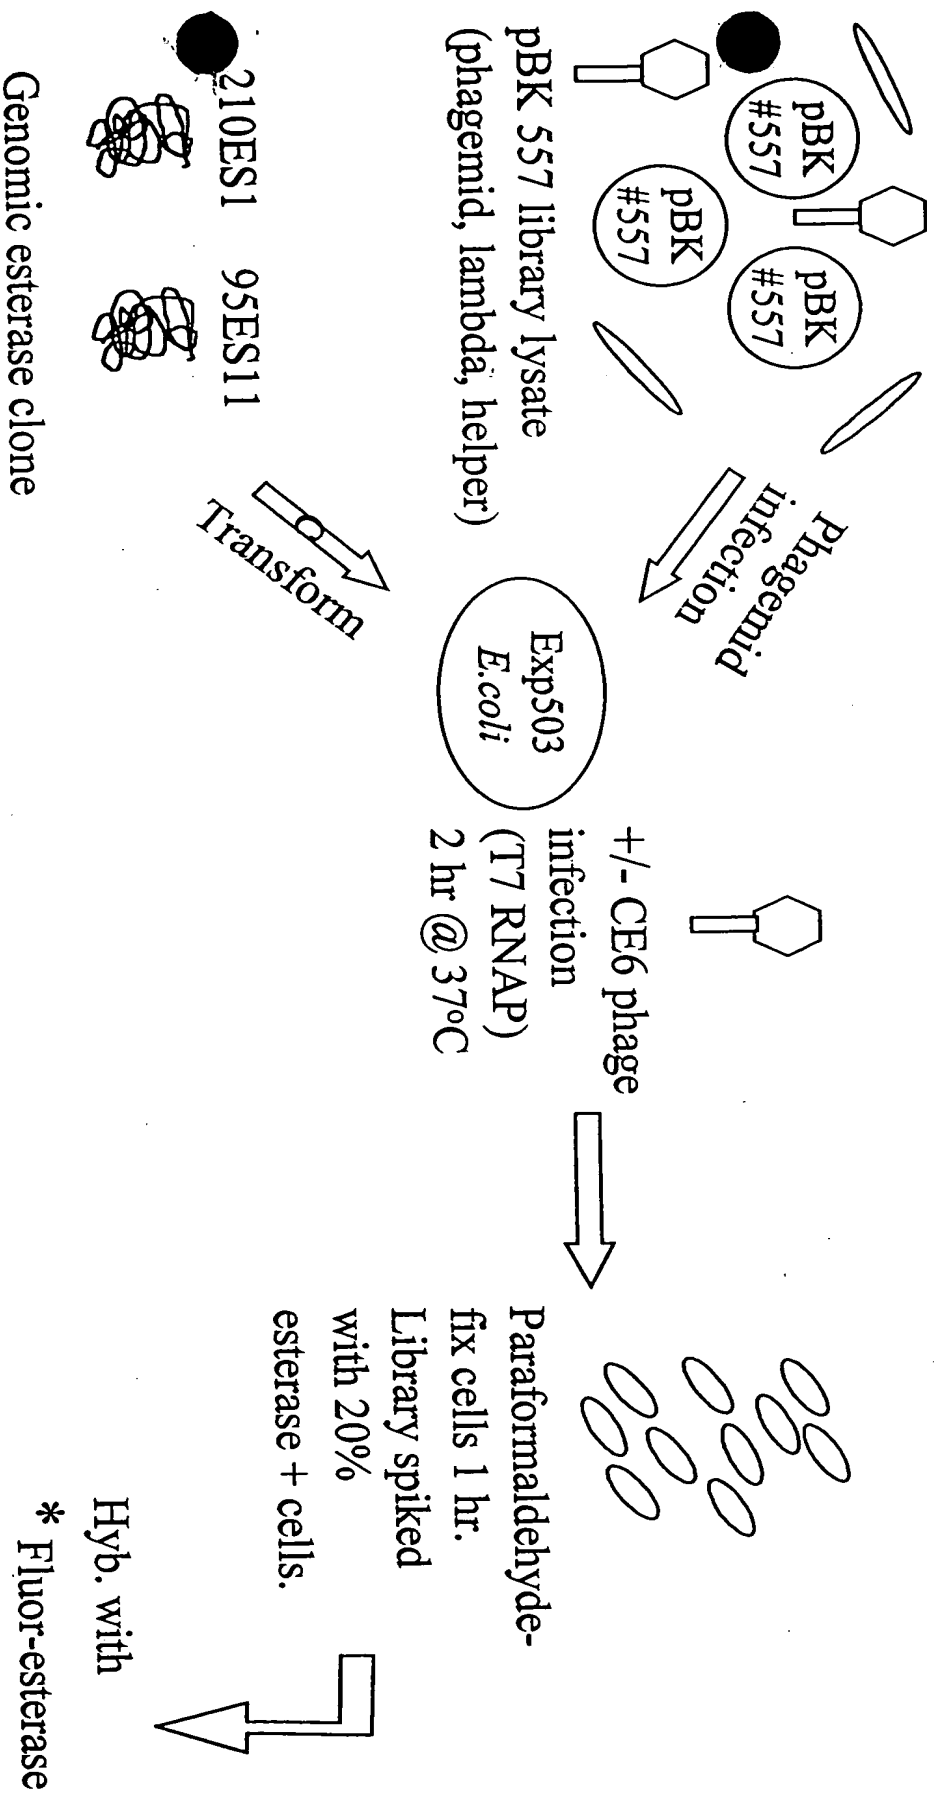 pBK
#557
pBK
#557
pBK
#557
pBK 557 library lysate
(phagemid, lambda, helper)
Phagemid
infection
210ES1 95ES11
Genomic esterase clone
Transform
Exp503
E.coli
+/- CE6 phage
infection
(T7 RNAP)
2 hr @ 37°C
Paraformaldehyde-
fix cells 1 hr.
Library spiked
with 20%
esterase + cells.
Hyb. with
* Fluor-esterase